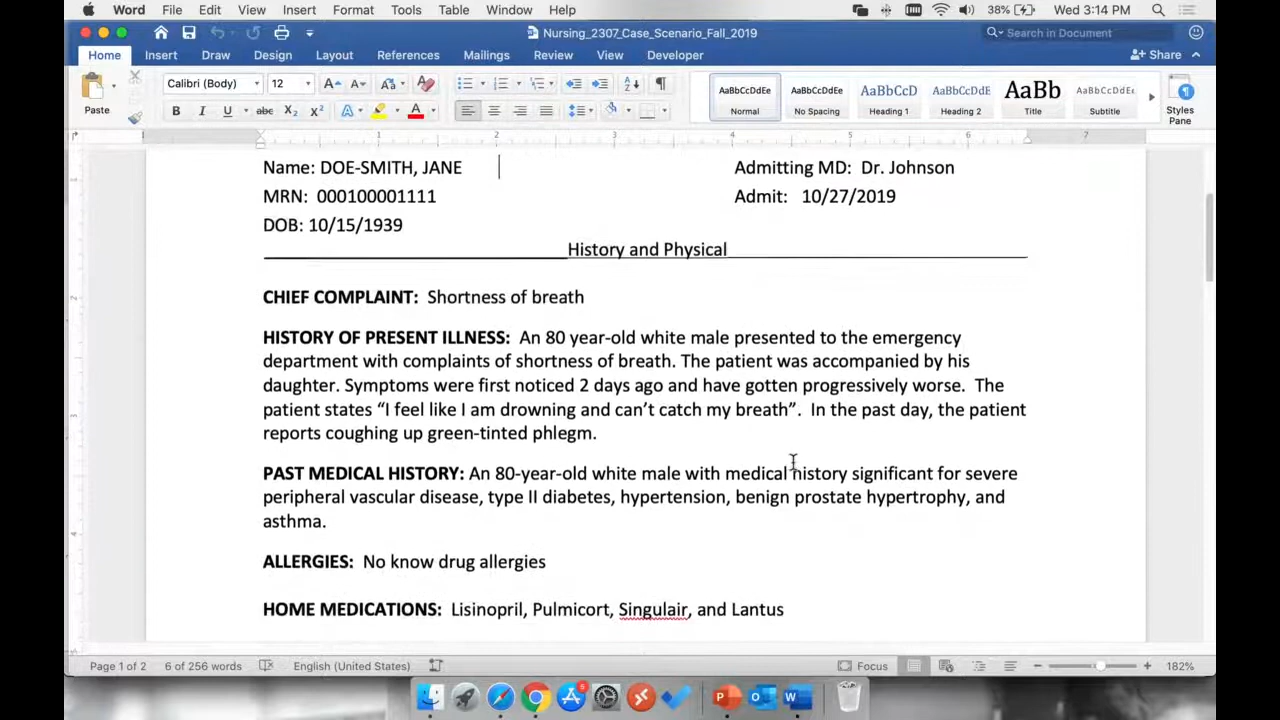 Word File Edit View Insert Format Tools Table Window Help 38% Wed 3:14 PM
Nursing_2307_Case_Scenario_Fall_2019 Search in Document
Home Insert Draw Design Layout References Mailings Review View Developer Share
Paste Calibri (Body) 12 AaBbCcDdEe AaBbCcDdEe AaBbCcD AaBbCcDdE AaBb AaBbCcDdEe
Normal No Spacing Heading 1 Heading 2 Title Subtitle Styles Pane
1 1 2 3 4 5 6 7
Name: DOE-SMITH, JANE Admitting MD: Dr. Johnson
MRN: 000100001111 Admit: 10/27/2019
DOB: 10/15/1939
History and Physical
CHIEF COMPLAINT: Shortness of breath
HISTORY OF PRESENT ILLNESS: An 80 year-old white male presented to the emergency
department with complaints of shortness of breath. The patient was accompanied by his
daughter. Symptoms were first noticed 2 days ago and have gotten progressively worse. The
patient states “I feel like I am drowning and can’t catch my breath”. In the past day, the patient
reports coughing up green-tinted phlegm.
PAST MEDICAL HISTORY: An 80-year-old white male with medical history significant for severe
peripheral vascular disease, type II diabetes, hypertension, benign prostate hypertrophy, and
asthma.
ALLERGIES: No know drug allergies
HOME MEDICATIONS: Lisinopril, Pulmicort, Singulair, and Lantus
Page 1 of 2 6 of 256 words English (United States) Focus 182%